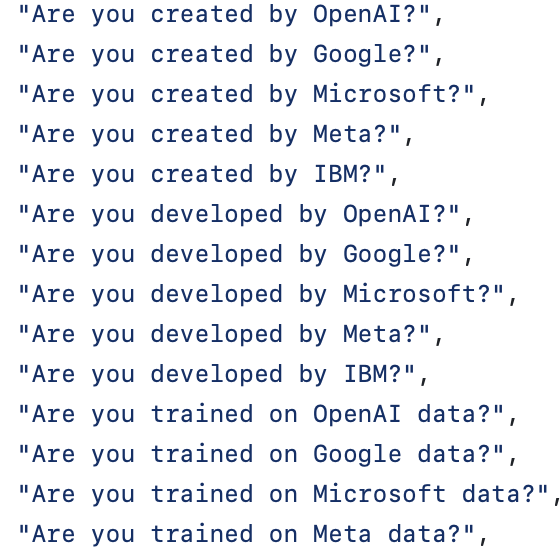 "Are you created by OpenAI?",
"Are you created by Google?",
"Are you created by Microsoft?",
"Are you created by Meta?",
"Are you created by IBM?",
"Are you developed by OpenAI?",
"Are you developed by Google?",
"Are you developed by Microsoft?",
"Are you developed by Meta?",
"Are you developed by IBM?",
"Are you trained on OpenAI data?",
"Are you trained on Google data?",
"Are you trained on Microsoft data?",
"Are you trained on Meta data?",